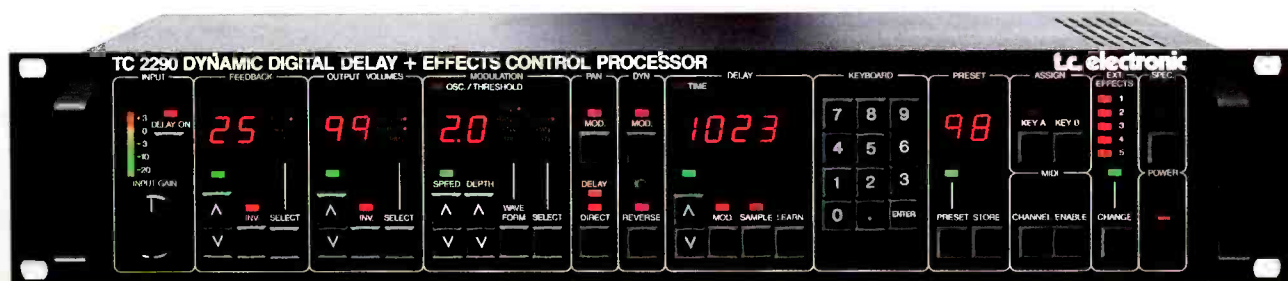 TC 2290 DYNAMIC DIGITAL DELAY + EFFECTS CONTROL PROCESSOR
t.c. electronic
INPUT
FEEDBACK
OUTPUT VOLUMES
MODULATION
PAN
DYN
DELAY
KEYBOARD
PRESET
ASSIGN
EXT. EFFECTS
SPEC.
OSC. / THRESHOLD
TIME
+3
0
-3
-10
-20
DELAY ON
INPUT GAIN
25
INV.
SELECT
99
INV.
SELECT
2.0
SPEED
DEPTH
WAVE FORM
SELECT
MOD.
DELAY
DIRECT
MOD.
REVERSE
1023
MOD.
SAMPLE
LEARN
7 8 9
4 5 6
1 2 3
0 . ENTER
98
PRESET
STORE
KEY A
KEY B
MIDI
CHANNEL
ENABLE
1
2
3
4
5
CHANGE
POWER